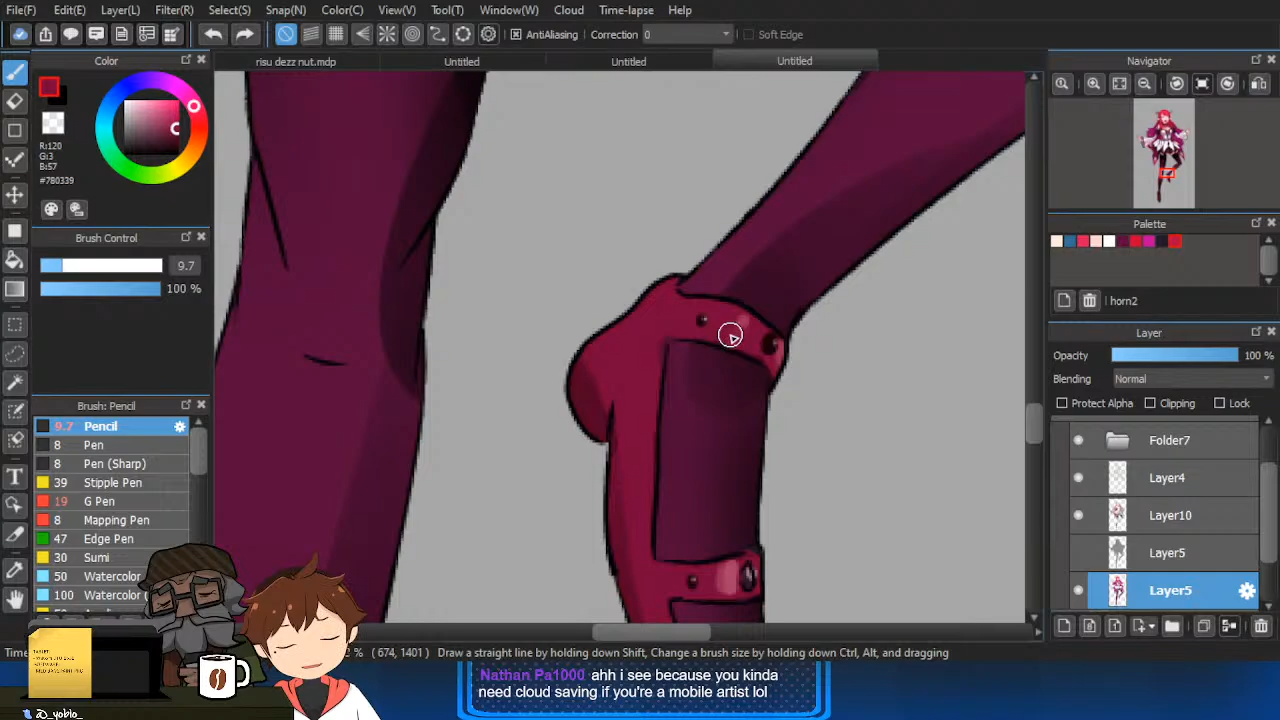 File(F) Edit(E) Layer(L) Filter(R) Select(S) Snap(N) Color(C) View(V) Tool(T) Window(W) Cloud Time-lapse Help
AntiAliasing Correction 0 Soft Edge
Color
risu dezz nut.mdp Untitled Untitled Untitled
Navigator
R:120
G:3
B:57
#780339
Brush Control
9.7
100 %
Palette
horn2
Layer
Opacity 100 %
Blending Normal
Protect Alpha Clipping Lock
Folder7
Layer4
Layer10
Layer5
Layer5
Brush: Pencil
9.7 Pencil
8 Pen
8 Pen (Sharp)
39 Stipple Pen
19 G Pen
8 Mapping Pen
47 Edge Pen
30 Sumi
50 Watercolor
100 Watercolor
% (674, 1401) Draw a straight line by holding down Shift, Change a brush size by holding down Ctrl, Alt, and dragging
Nathan Pa1000 ahh i see because you kinda
need cloud saving if you're a mobile artist lol